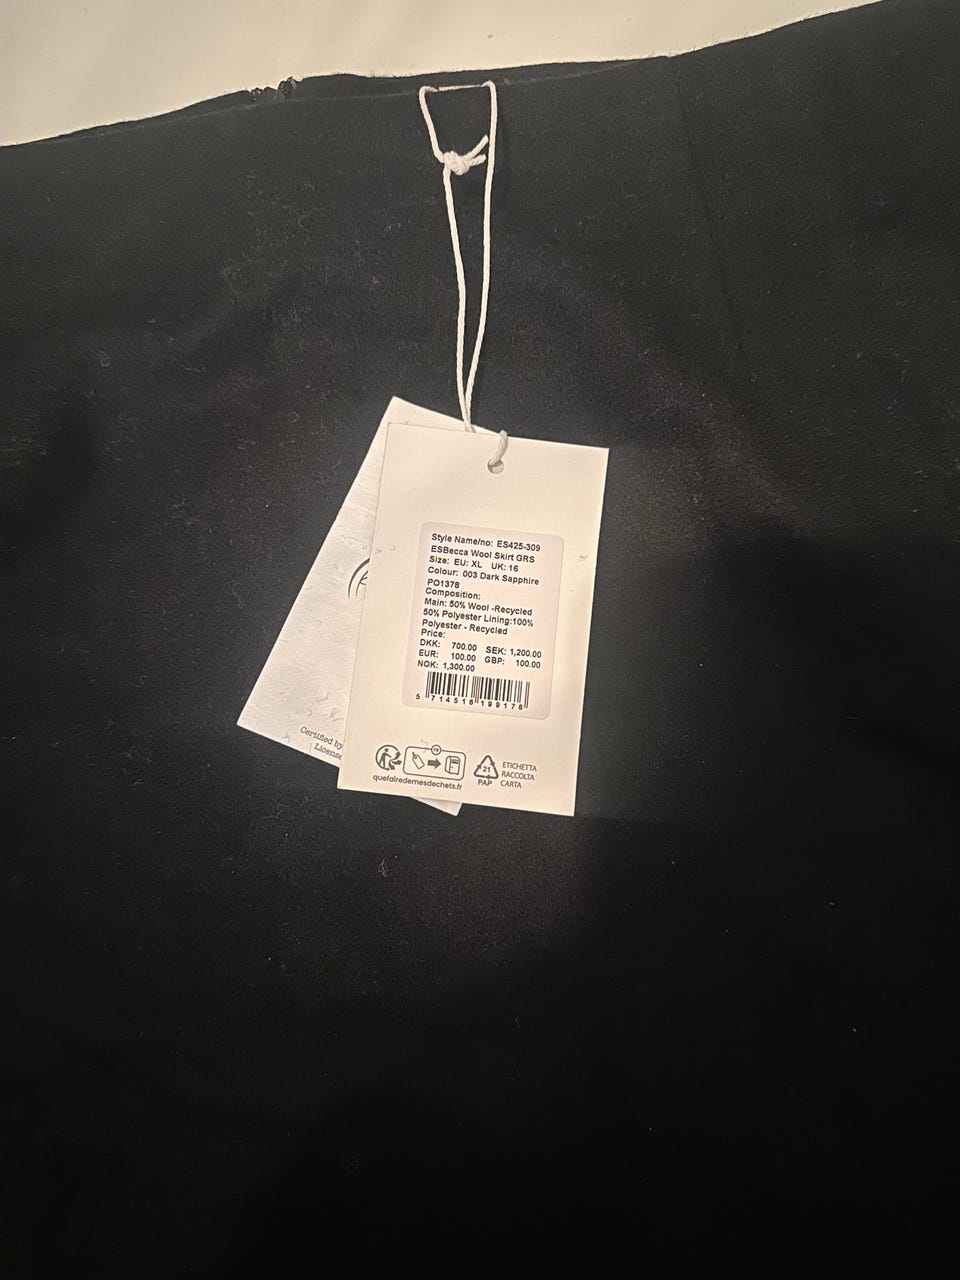 Style Name/no: ES425-309
ESBecca Wool Skirt GRS
Size: EU: XL UK: 16
Colour: 003 Dark Sapphire
PO1378
Composition:
Main: 50% Wool -Recycled
50% Polyester Lining:100%
Polyester - Recycled
Price:
DKK: 700.00 SEK: 1,200.00
EUR: 100.00 GBP: 100.00
NOK: 1,300.00
5 714516 199176
Certified by
License
FR
quefairedemesdechets.fr
21
PAP
ETICHETTA
RACCOLTA
CARTA